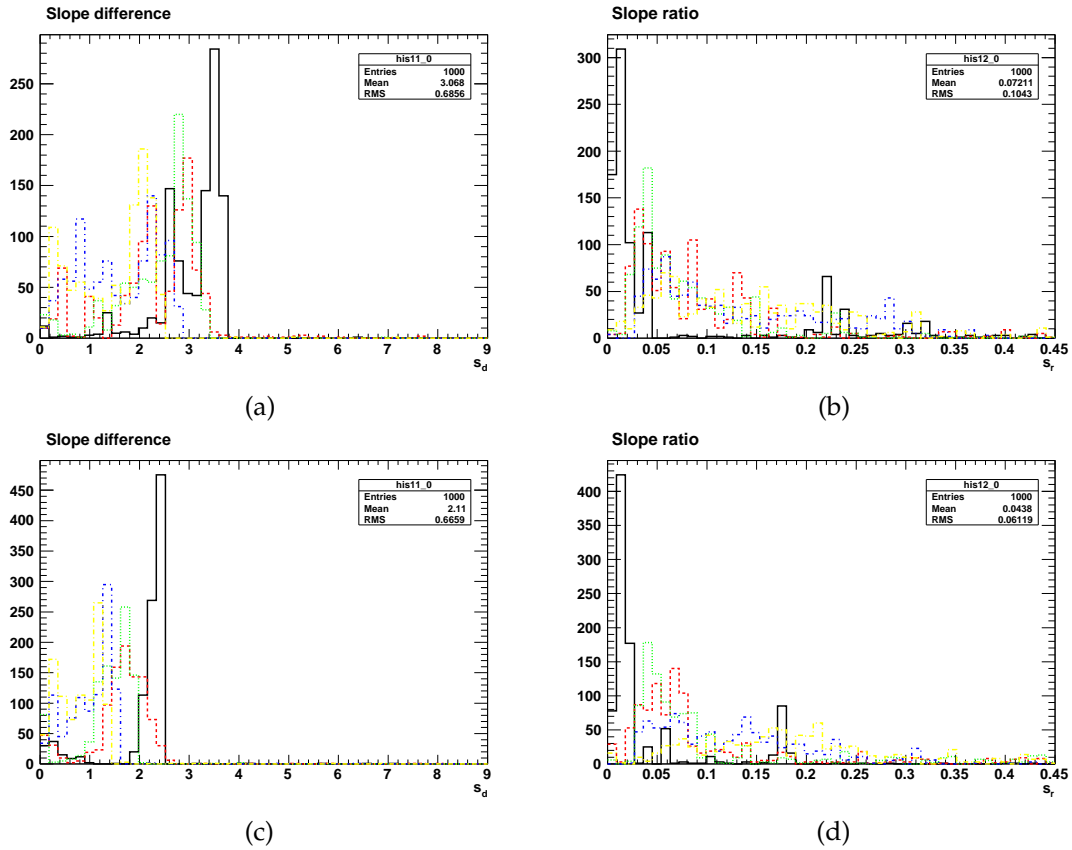 Slope difference
his11_0
Entries 1000
Mean 3.068
RMS 0.6856
250
200
150
100
50
0
0 1 2 3 4 5 6 7 8 9
s_d
(a)
Slope ratio
his12_0
Entries 1000
Mean 0.07211
RMS 0.1043
300
250
200
150
100
50
0
0 0.05 0.1 0.15 0.2 0.25 0.3 0.35 0.4 0.45
s_r
(b)
Slope difference
his11_0
Entries 1000
Mean 2.11
RMS 0.6659
450
400
350
300
250
200
150
100
50
0
0 1 2 3 4 5 6 7 8 9
s_d
(c)
Slope ratio
his12_0
Entries 1000
Mean 0.0438
RMS 0.06119
400
350
300
250
200
150
100
50
0
0 0.05 0.1 0.15 0.2 0.25 0.3 0.35 0.4 0.45
s_r
(d)